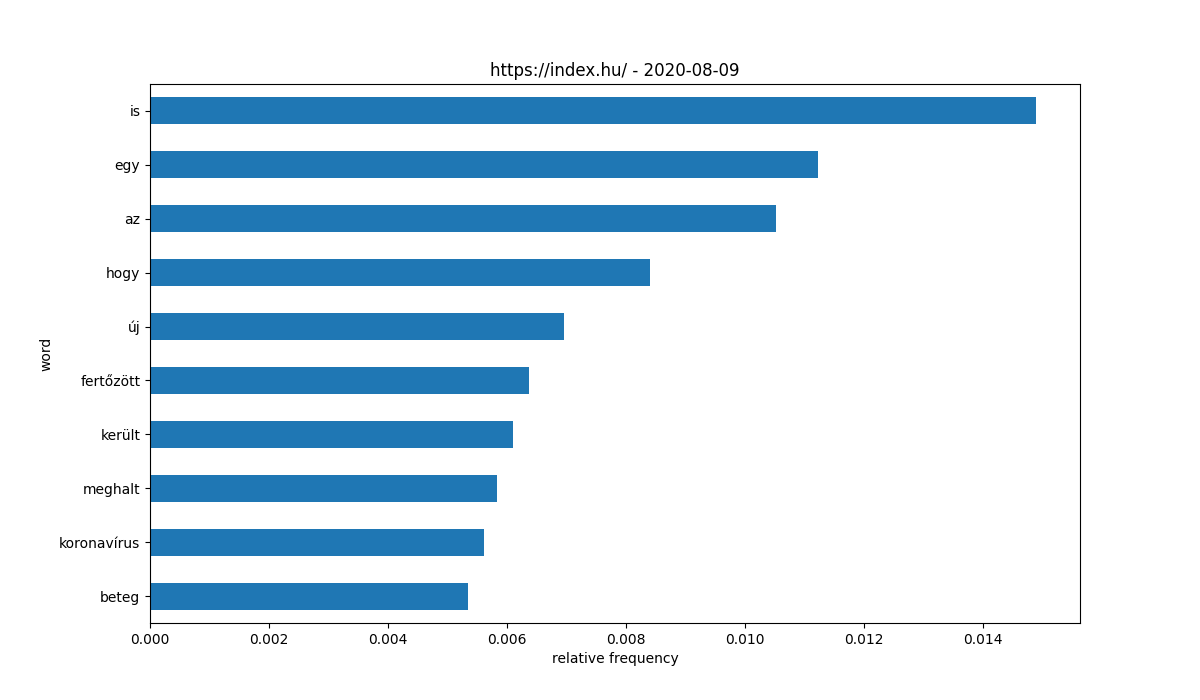 https://index.hu/ - 2020-08-09
is
egy
az
hogy
új
fertőzött
került
meghalt
koronavírus
beteg
word
0.000 0.002 0.004 0.006 0.008 0.010 0.012 0.014
relative frequency